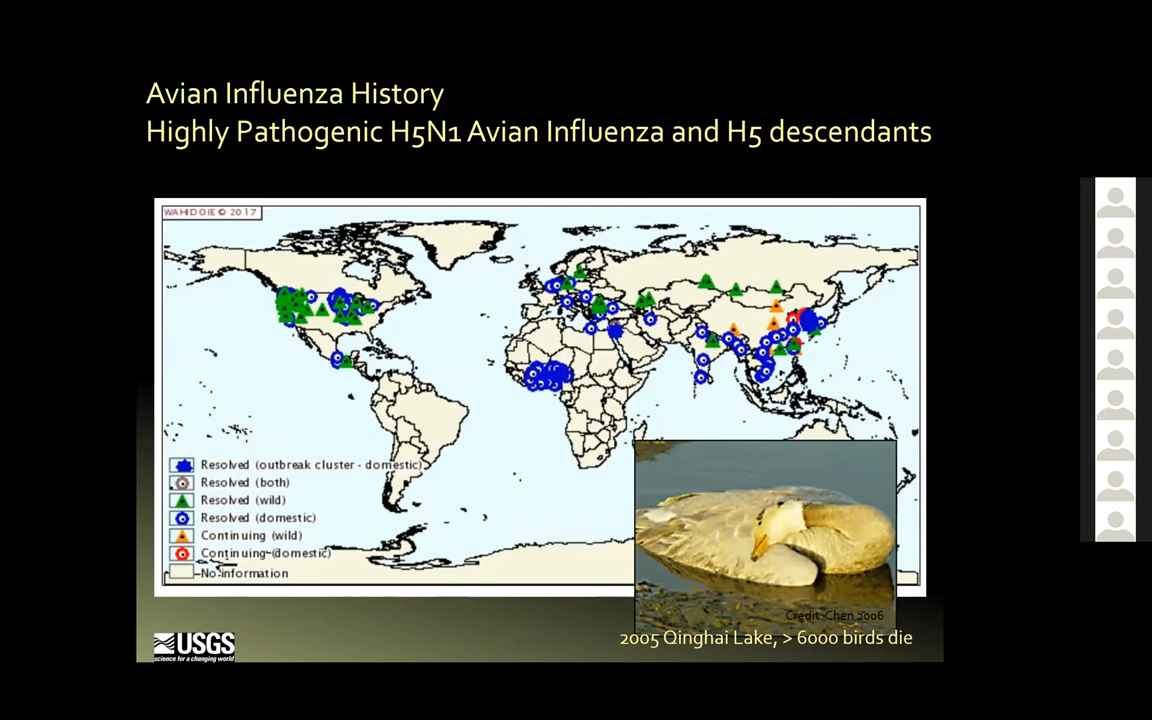 Avian Influenza History
Highly Pathogenic H5N1 Avian Influenza and H5 descendants
WAHIDOIE© 2017
Resolved (outbreak cluster - domestic)
Resolved (both)
Resolved (wild)
Resolved (domestic)
Continuing (wild)
Continuing (domestic)
No information
Credit: Chen 2006
2005 Qinghai Lake, > 6000 birds die
USGS
science for a changing world